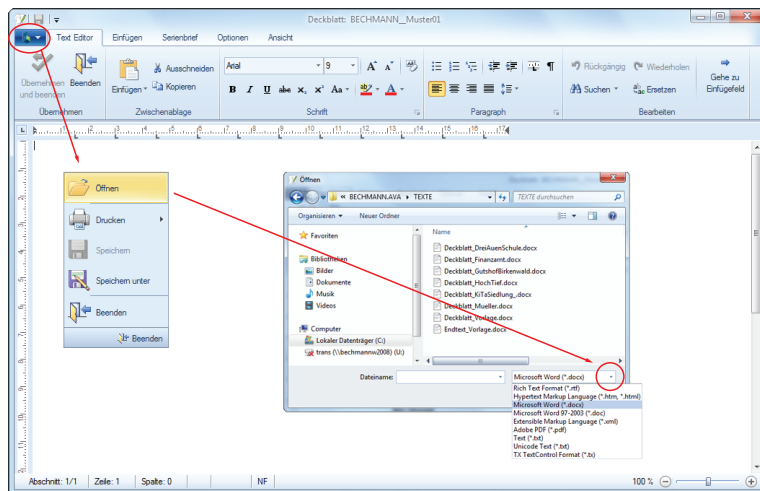 Deckblatt: BECHMANN__Muster01
Text Editor Einfügen Serienbrief Optionen Ansicht
Übernehmen und beenden
Beenden
Einfügen
Ausschneiden
Kopieren
Arial
9
Rückgängig Wiederholen
Suchen Ersetzen
Gehe zu Einfügefeld
Übernehmen Zwischenablage Schrift Paragraph Bearbeiten
Öffnen
Drucken
Speichern
Speichern unter
Beenden
Beenden
Öffnen
« BECHMANN.AVA TEXTE
TEXTE durchsuchen
Organisieren Neuer Ordner
Favoriten
Bibliotheken
Bilder
Dokumente
Musik
Videos
Computer
Lokaler Datenträger (C:)
trans (\\bechmannw2008) (U:)
Name
Deckblatt_DreiAuenSchule.docx
Deckblatt_Finanzamt.docx
Deckblatt_GutshofBirkenwald.docx
Deckblatt_HochTief.docx
Deckblatt_KiTaSiedlung_.docx
Deckblatt_Mueller.docx
Deckblatt_Vorlage.docx
Endtext_Vorlage.docx
Dateiname:
Microsoft Word (*.docx)
Rich Text Format (*.rtf)
Hypertext Markup Language (*.htm, *.html)
Microsoft Word (*.docx)
Microsoft Word 97-2003 (*.doc)
Extensible Markup Language (*.xml)
Adobe PDF (*.pdf)
Text (*.txt)
Unicode Text (*.txt)
TX TextControl Format (*.tx)
Abschnitt: 1/1 Zeile: 1 Spalte: 0 NF 100 %